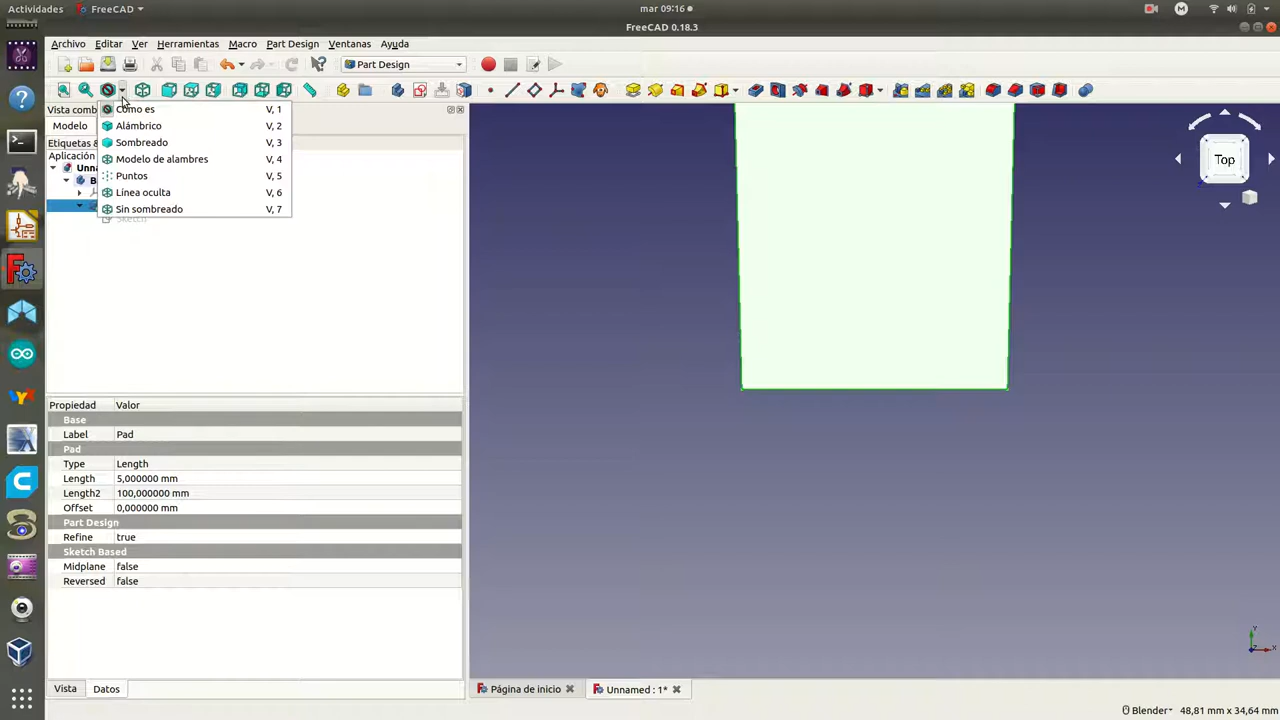 Actividades
FreeCAD
mar 09:16
FreeCAD 0.18.3
Archivo Editar Ver Herramientas Macro Part Design Ventanas Ayuda
Part Design
Vista comb
Como es V, 1
Modelo
Alámbrico V, 2
Etiquetas &
Sombreado V, 3
Aplicación
Modelo de alambres V, 4
Unn
Puntos V, 5
B
Línea oculta V, 6
Sin sombreado V, 7
Sketch
Propiedad Valor
Base
Label Pad
Pad
Type Length
Length 5,000000 mm
Length2 100,000000 mm
Offset 0,000000 mm
Part Design
Refine true
Sketch Based
Midplane false
Reversed false
Vista Datos
Top
Y
Z
X
Página de inicio
Unnamed : 1*
Blender 48,81 mm x 34,64 mm